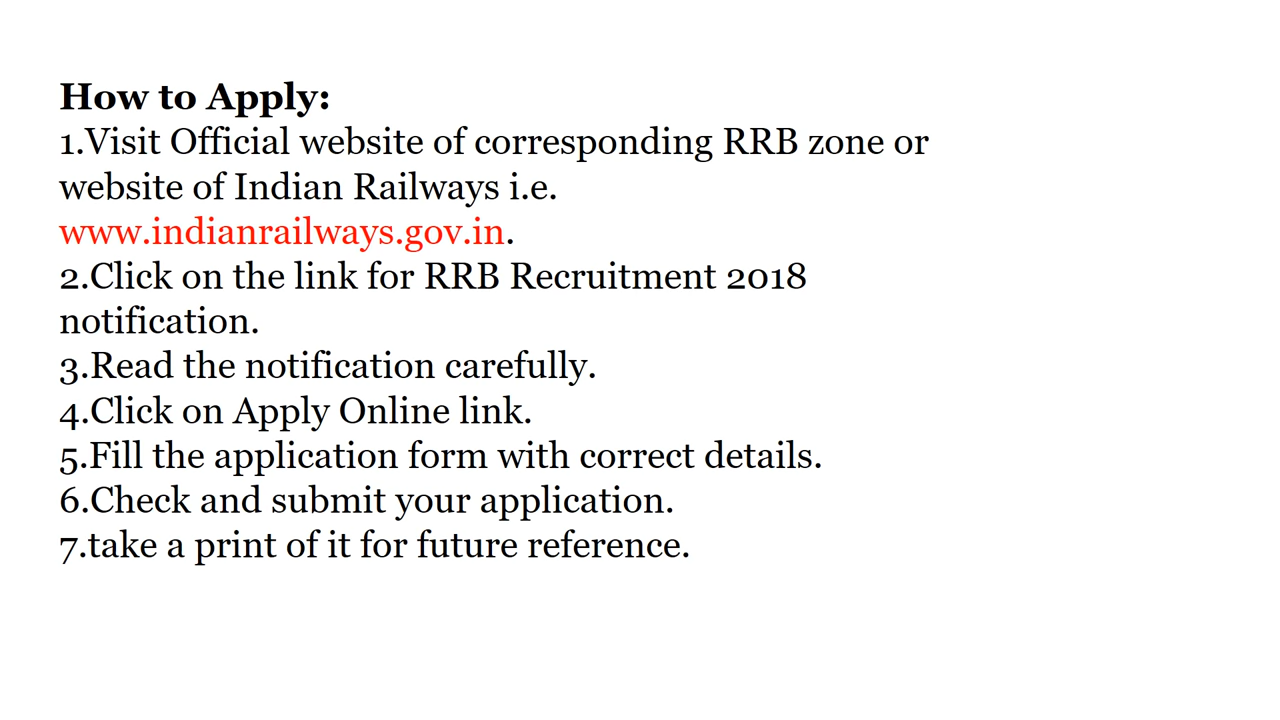 How to Apply:
1.Visit Official website of corresponding RRB zone or
website of Indian Railways i.e.
www.indianrailways.gov.in.
2.Click on the link for RRB Recruitment 2018
notification.
3.Read the notification carefully.
4.Click on Apply Online link.
5.Fill the application form with correct details.
6.Check and submit your application.
7.take a print of it for future reference.